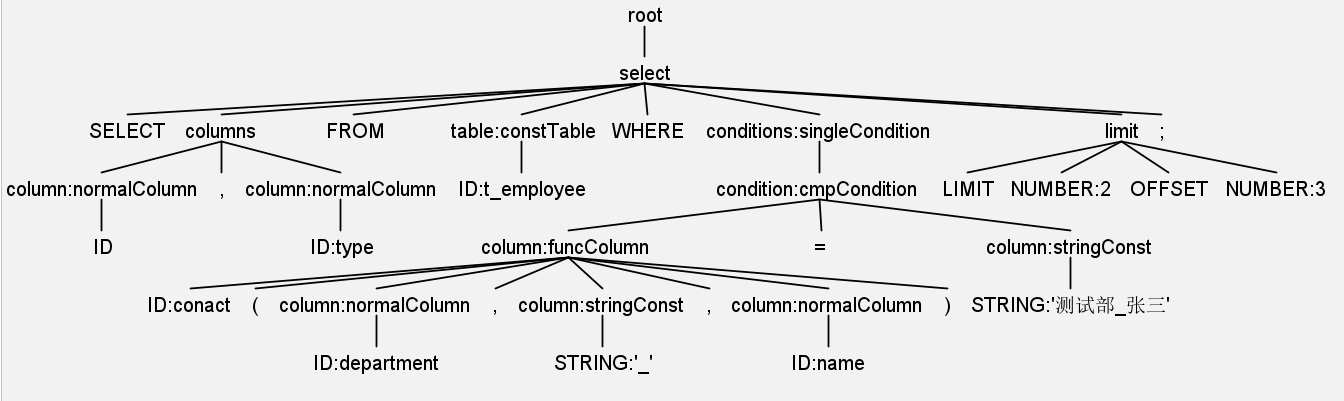 root
select
SELECT columns FROM table:constTable WHERE conditions:singleCondition limit ;
column:normalColumn , column:normalColumn ID:t_employee condition:cmpCondition LIMIT NUMBER:2 OFFSET NUMBER:3
ID ID:type column:funcColumn = column:stringConst
ID:conact ( column:normalColumn , column:stringConst , column:normalColumn ) STRING:'测试部_张三'
ID:department STRING:'_' ID:name